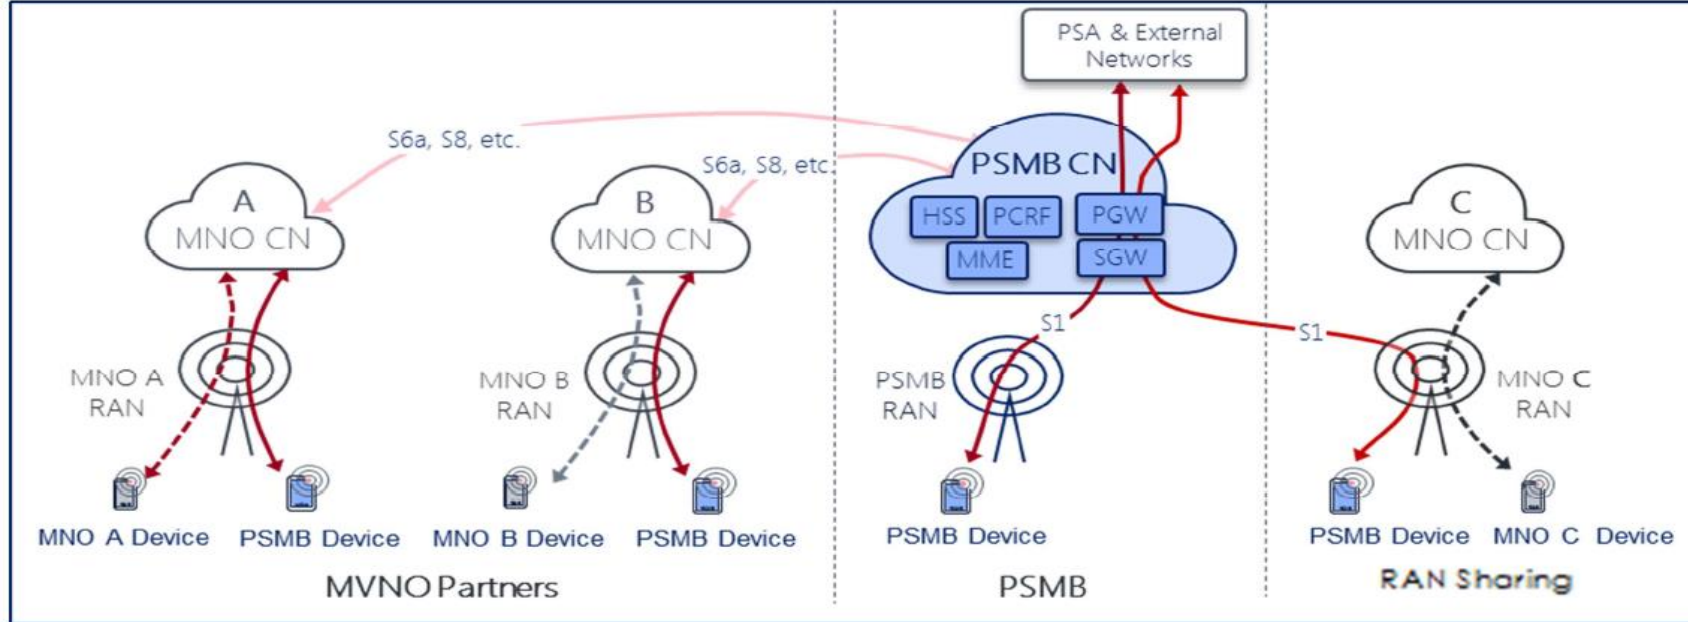 PSA & External
Networks
S6a, S8, etc.
S6a, S8, etc.
PSMB CN
HSS
PCRF
PGW
MME
SGW
A
MNO CN
B
MNO CN
C
MNO CN
S1
S1
MNO A
RAN
MNO B
RAN
PSMB
RAN
MNO C
RAN
MNO A Device
PSMB Device
MNO B Device
PSMB Device
PSMB Device
PSMB Device
MNO C Device
MVNO Partners
PSMB
RAN Sharing